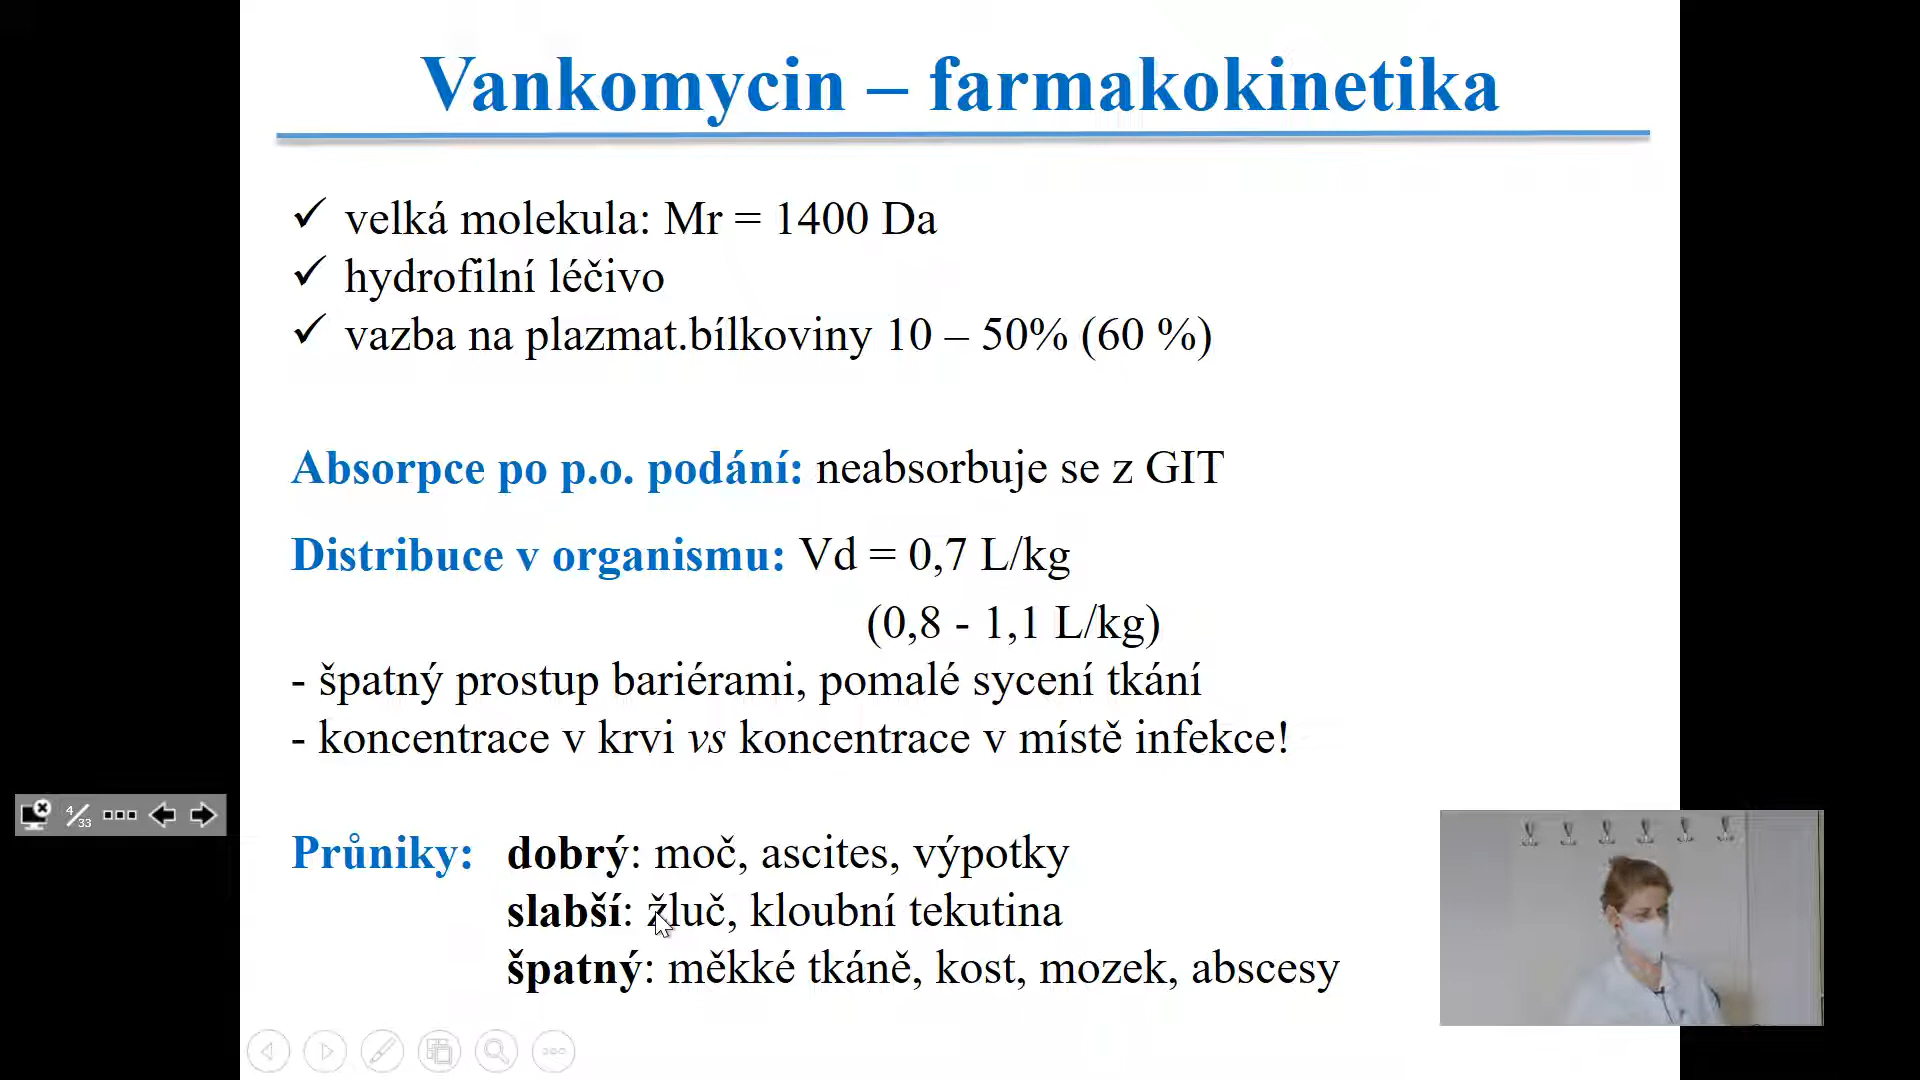 Vankomycin – farmakokinetika
✓ velká molekula: Mr = 1400 Da
✓ hydrofilní léčivo
✓ vazba na plazmat.bílkoviny 10 – 50% (60 %)
Absorpce po p.o. podání: neabsorbuje se z GIT
Distribuce v organismu: Vd = 0,7 L/kg
(0,8 - 1,1 L/kg)
- špatný prostup bariérami, pomalé sycení tkání
- koncentrace v krvi vs koncentrace v místě infekce!
4/33
Průniky: dobrý: moč, ascites, výpotky
slabší: žluč, kloubní tekutina
špatný: měkké tkáně, kost, mozek, abscesy